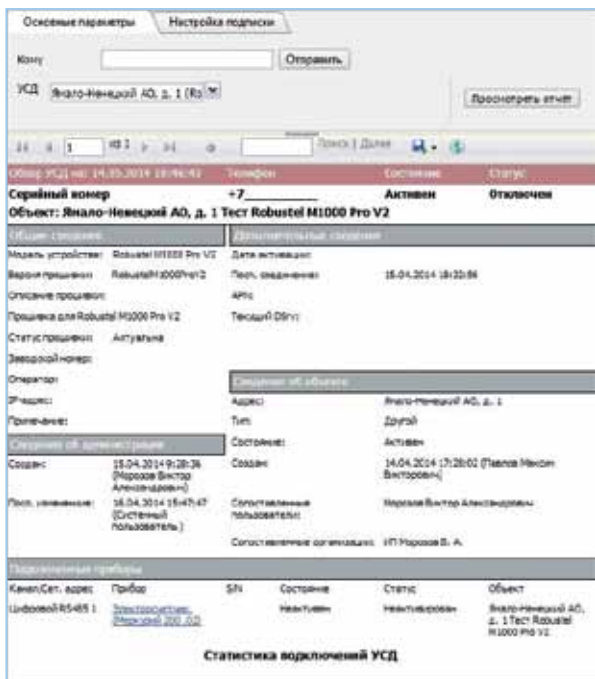 Основные параметры Настройка подписки
Кому Отправить
УСД Ямало-Ненецкий АО, д. 1 (Ro
Просмотреть отчет
1 из 1 Поиск | Далее
Обзор УСД на: 14.05.2014 16:46:43 Телефон Состояние Статус
Серийный номер +7__________ Активен Отключен
Объект: Ямало-Ненецкий АО, д. 1 Тест Robustel M1000 Pro V2
Общие сведения Дополнительные сведения
Модель устройства: Robustel M1000 Pro V2 Дата активации:
Версия прошивки: RobustelM1000ProV2 Посл. соединение: 15.04.2014 18:32:56
Описание прошивки: APN:
Прошивка для Robustel M1000 Pro V2 Текущий DSrv:
Статус прошивки: Актуальна
Заводской номер:
Оператор: Сведения об объекте
IP-адрес: Адрес: Ямало-Ненецкий АО, д. 1
Примечание: Тип: Другой
Сведения об администрации Состояние: Активен
Создан: 15.04.2014 9:28:36 (Морозов Виктор Александрович) Создан: 14.04.2014 17:28:02 (Павлов Максим Викторович)
Посл. изменение: 16.04.2014 15:47:47 (Системный пользователь) Сопоставленные пользователи: Морозов Виктор Александрович
Сопоставленные организации: ИП Морозов В. А.
Подключенные приборы
Канал/Сет. адрес Прибор S/N Состояние Статус Объект
Цифровой RS485 1 Электросчетчик (Меркурий 200 .02) Неактивен Неактивирован Ямало-Ненецкий АО, д. 1 Тест Robustel M1000 Pro V2
Статистика подключений УСД